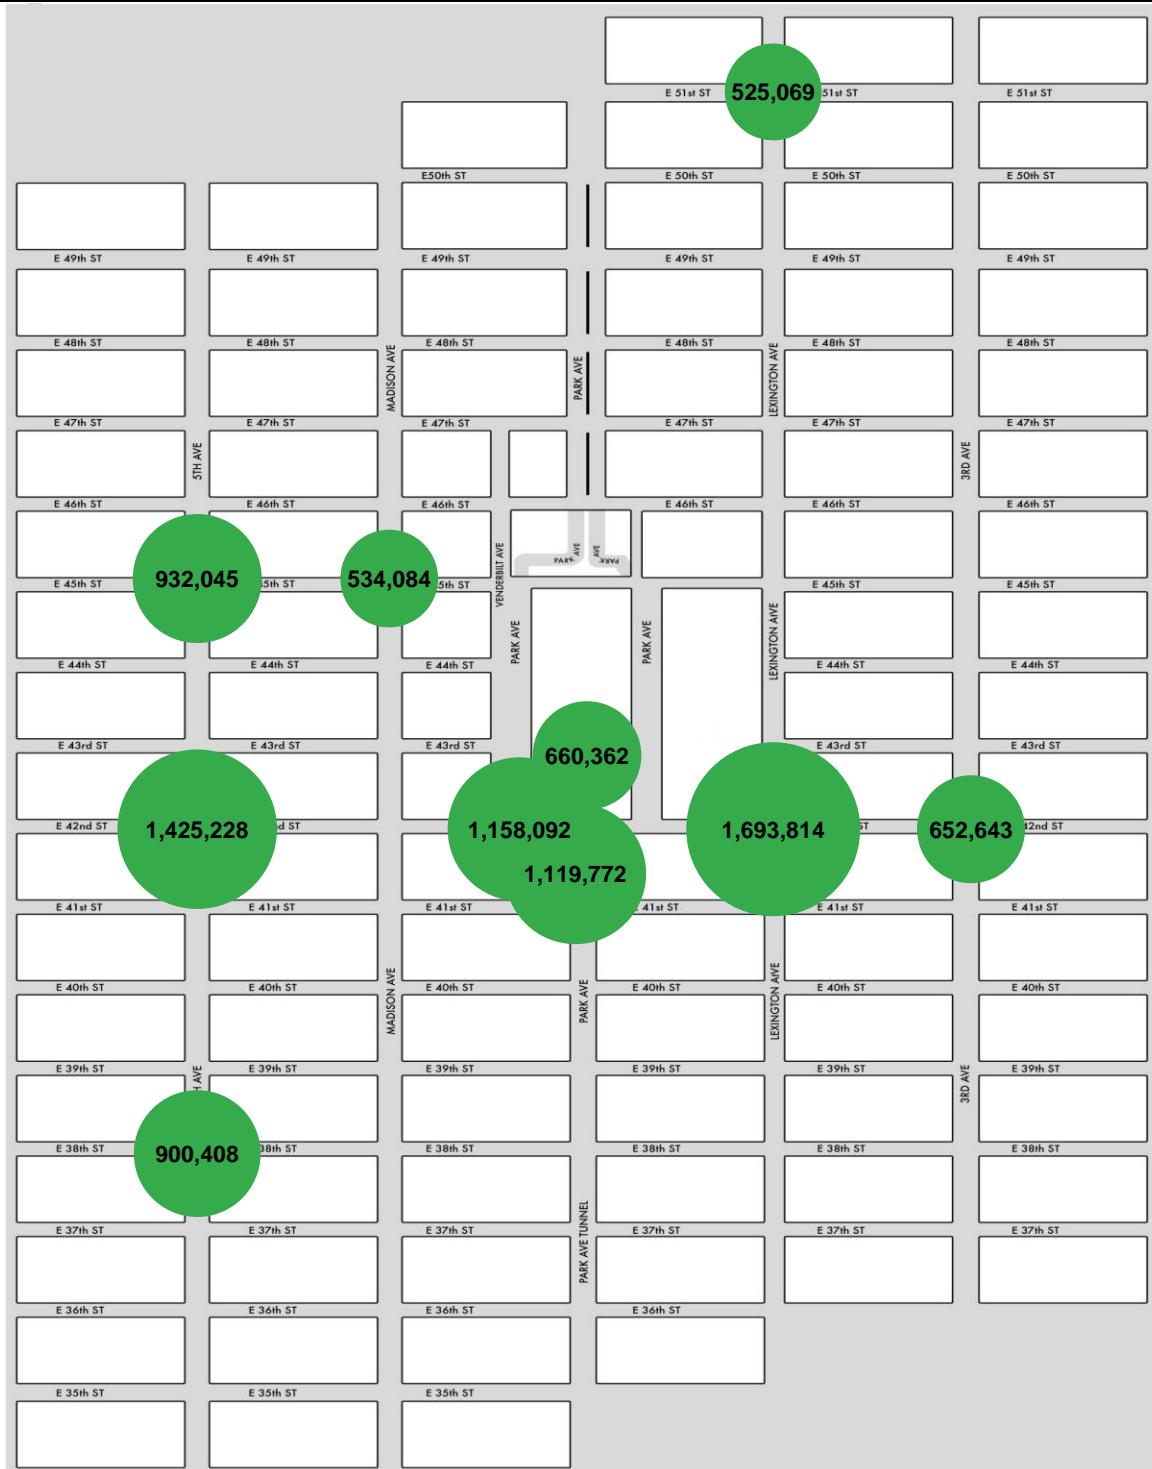 E 51st ST 525,069 51st ST E 51st ST
E50th ST E 50th ST E 50th ST E 50th ST
E 49th ST E 49th ST E 49th ST E 49th ST E 49th ST E 49th ST
E 48th ST E 48th ST E 48th ST E 48th ST E 48th ST E 48th ST
MADISON AVE
PARK AVE
LEXINGTON AVE
E 47th ST E 47th ST E 47th ST E 47th ST E 47th ST E 47th ST
5TH AVE
3RD AVE
E 46th ST E 46th ST E 46th ST E 46th ST E 46th ST E 46th ST
VENDERBILT AVE
PARK AVE
AVE PARK
932,045 5th ST 534,084 5th ST E 45th ST E 45th ST
E 45th ST
PARK AVE
PARK AVE
LEXINGTON AVE
E 44th ST E 44th ST E 44th ST E 44th ST E 44th ST
E 43rd ST E 43rd ST E 43rd ST E 43rd ST E 43rd ST
660,362
E 42nd ST 1,425,228 d ST 1,158,092 1,693,814 ST 652,643 42nd ST
1,119,772
E 41st ST E 41st ST E 41st ST 41st ST E 41st ST E 41st ST
MADISON AVE
PARK AVE
LEXINGTON AVE
E 40th ST E 40th ST E 40th ST E 40th ST E 40th ST E 40th ST
E 39th ST E 39th ST E 39th ST E 39th ST E 39th ST E 39th ST
H AVE
3RD AVE
E 38th ST 38th ST E 38th ST E 38th ST E 38th ST E 38th ST
900,408
E 37th ST E 37th ST E 37th ST E 37th ST E 37th ST E 37th ST
PARK AVE TUNNEL
E 36th ST E 36th ST E 36th ST E 36th ST
E 35th ST E 35th ST E 35th ST